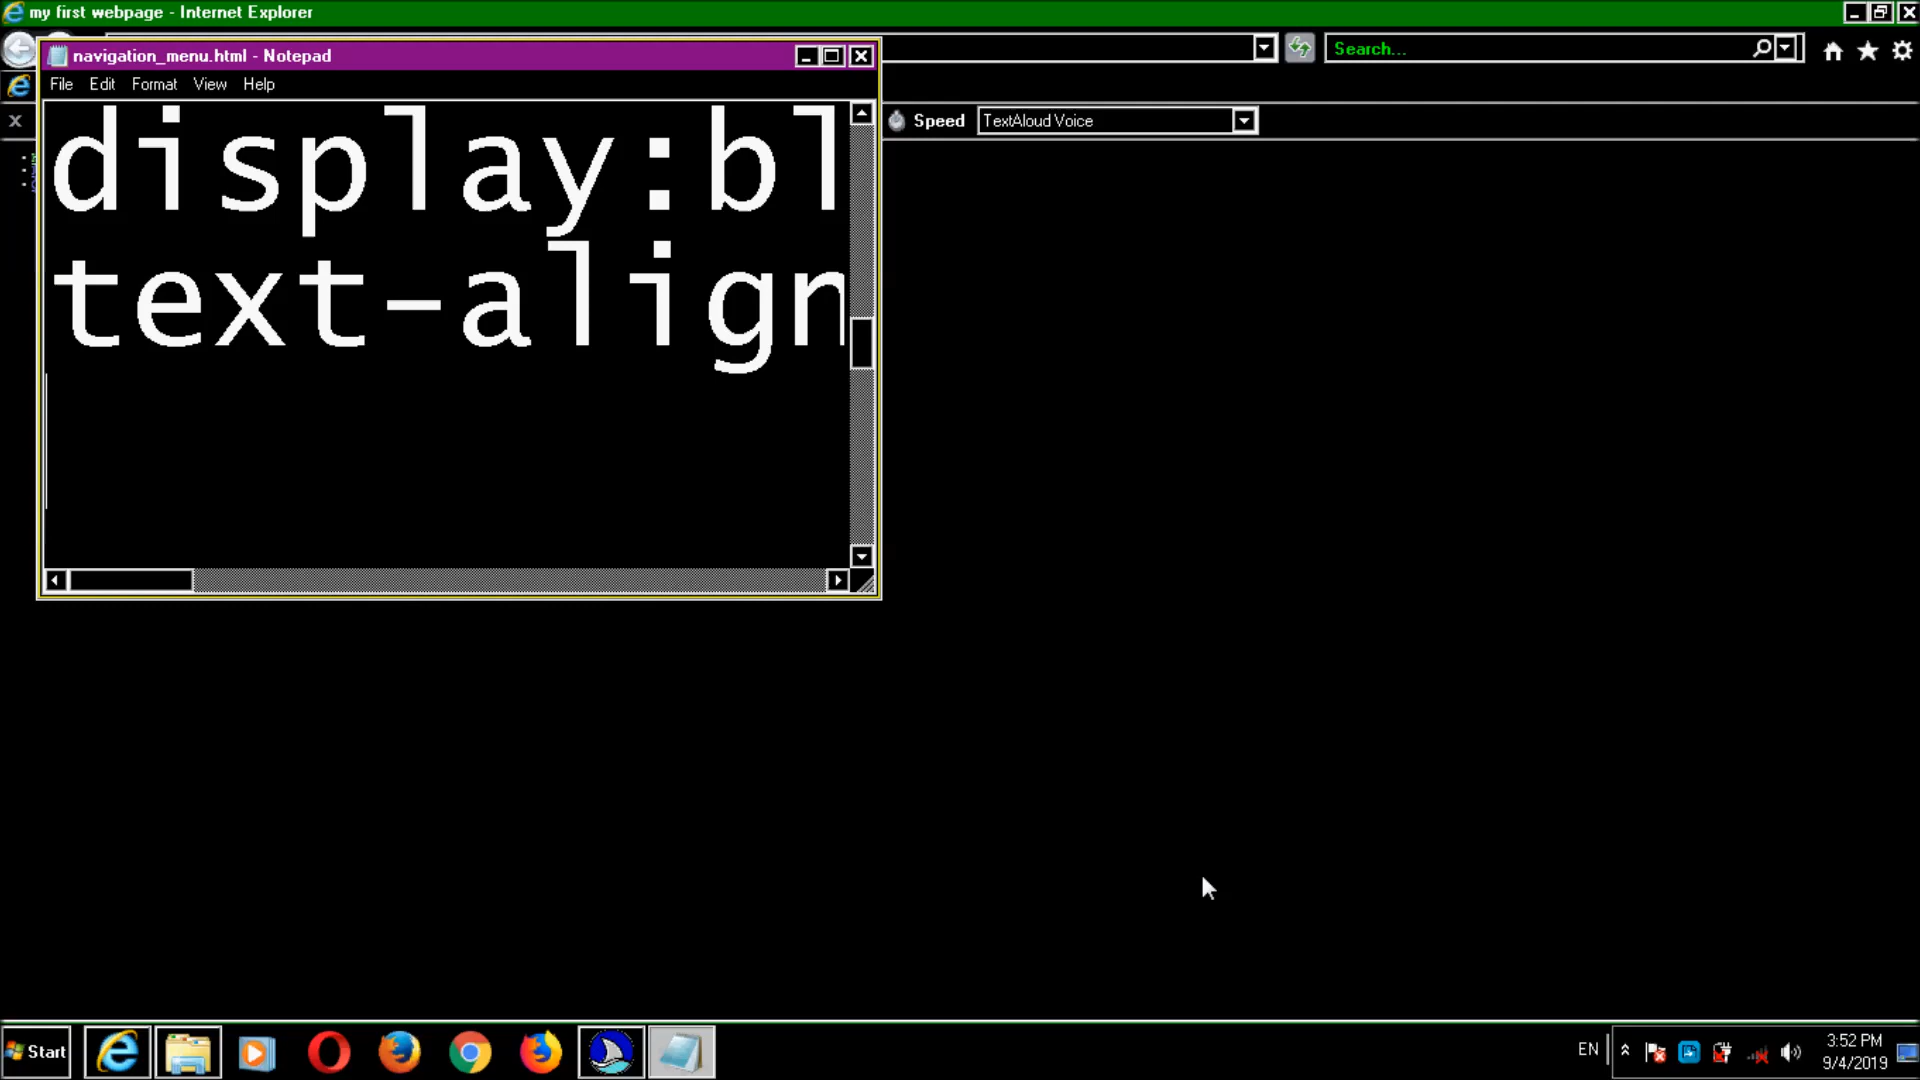 my first webpage - Internet Explorer
navigation_menu.html - Notepad
Search...
File Edit Format View Help
x
Speed
TextAloud Voice
display:bl
text-align
Start
EN
3:52 PM
9/4/2019